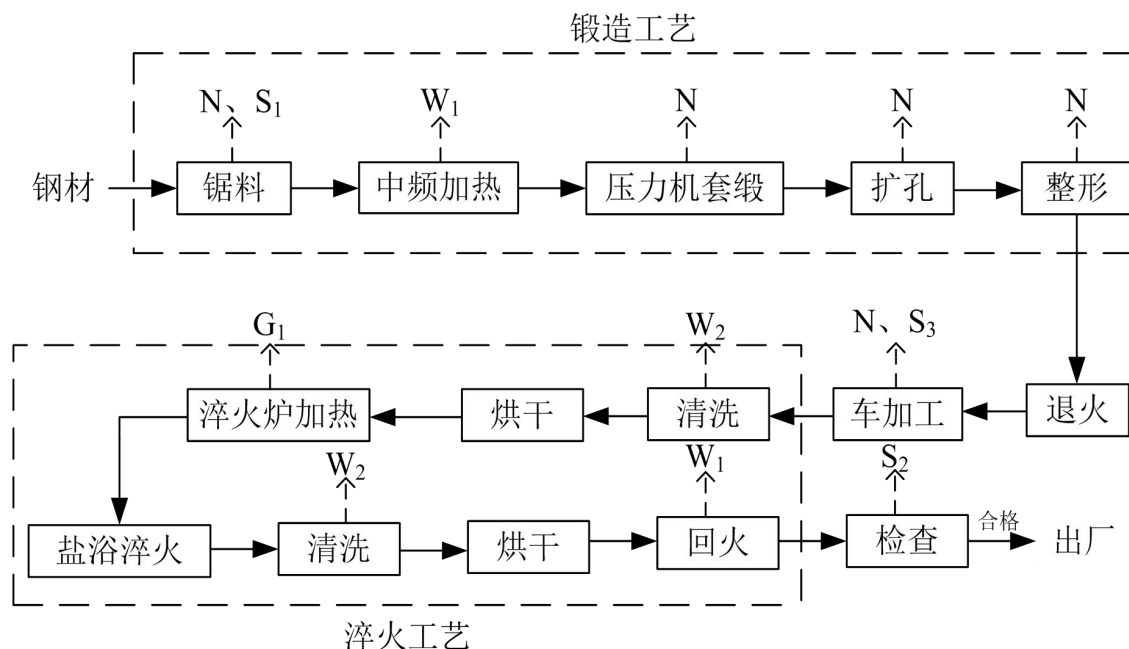 锻造工艺
N、S₁
W₁
N
N
N
钢材
锯料
中频加热
压力机套缎
扩孔
整形
G₁
W₂
N、S₃
淬火炉加热
烘干
清洗
车加工
退火
W₂
W₁
S₂
盐浴淬火
清洗
烘干
回火
检查
合格
出厂
淬火工艺